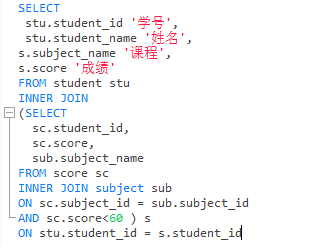 SELECT
stu.student_id '学号',
stu.student_name '姓名',
s.subject_name '课程',
s.score '成绩'
FROM student stu
INNER JOIN
(SELECT
sc.student_id,
sc.score,
sub.subject_name
FROM score sc
INNER JOIN subject sub
ON sc.subject_id = sub.subject_id
AND sc.score<60 ) s
ON stu.student_id = s.student_id